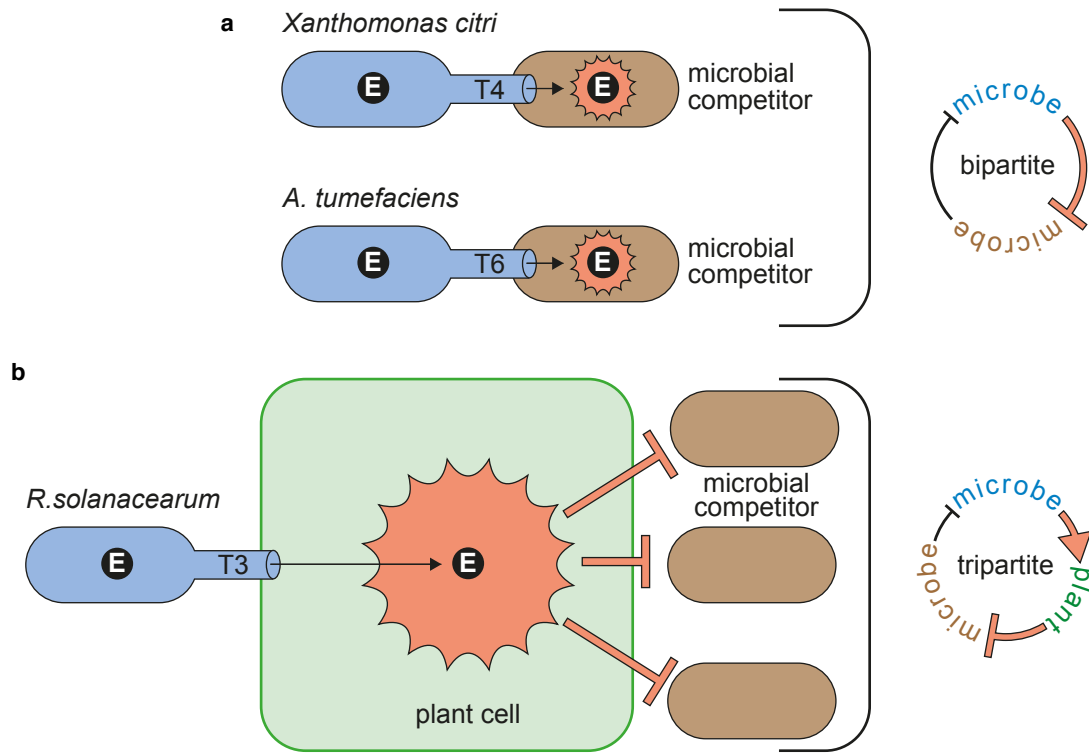 a
Xanthomonas citri
E
T4
E
microbial
competitor
A. tumefaciens
E
T6
E
microbial
competitor
microbe
bipartite
microbe
b
R.solanacearum
E
T3
E
plant cell
microbial
competitor
microbe
tripartite
plant
microbe